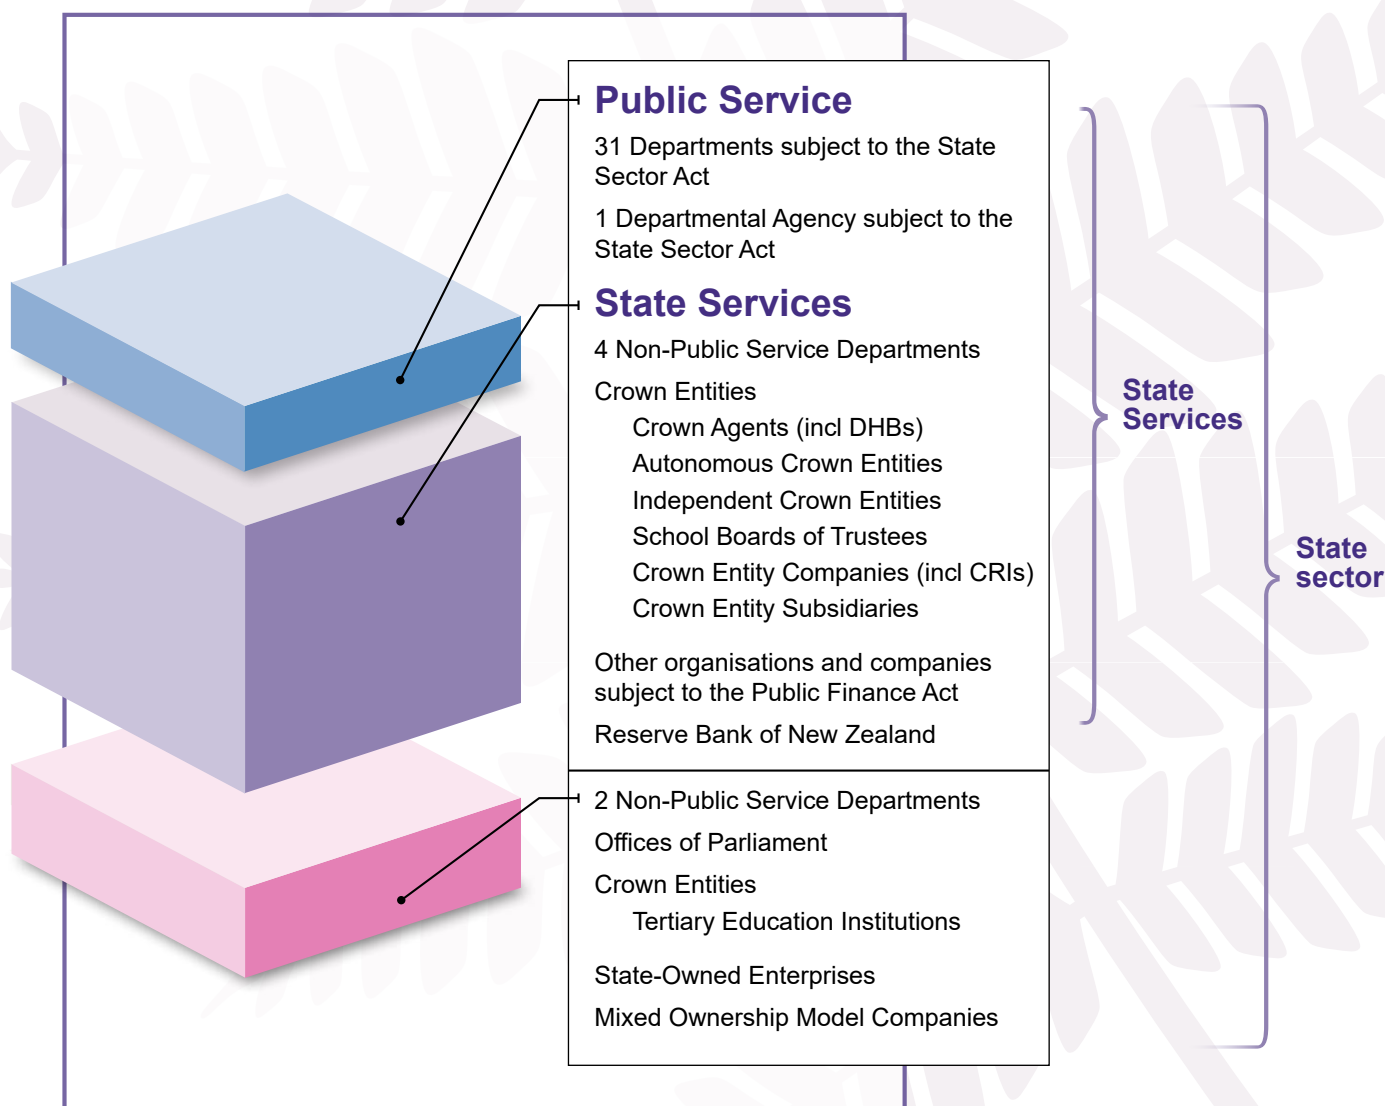 Public Service
31 Departments subject to the State
Sector Act
1 Departmental Agency subject to the
State Sector Act
State Services
4 Non-Public Service Departments
Crown Entities
Crown Agents (incl DHBs)
Autonomous Crown Entities
Independent Crown Entities
School Boards of Trustees
Crown Entity Companies (incl CRIs)
Crown Entity Subsidiaries
Other organisations and companies
subject to the Public Finance Act
Reserve Bank of New Zealand
2 Non-Public Service Departments
Offices of Parliament
Crown Entities
Tertiary Education Institutions
State-Owned Enterprises
Mixed Ownership Model Companies
State
Services
State
sector